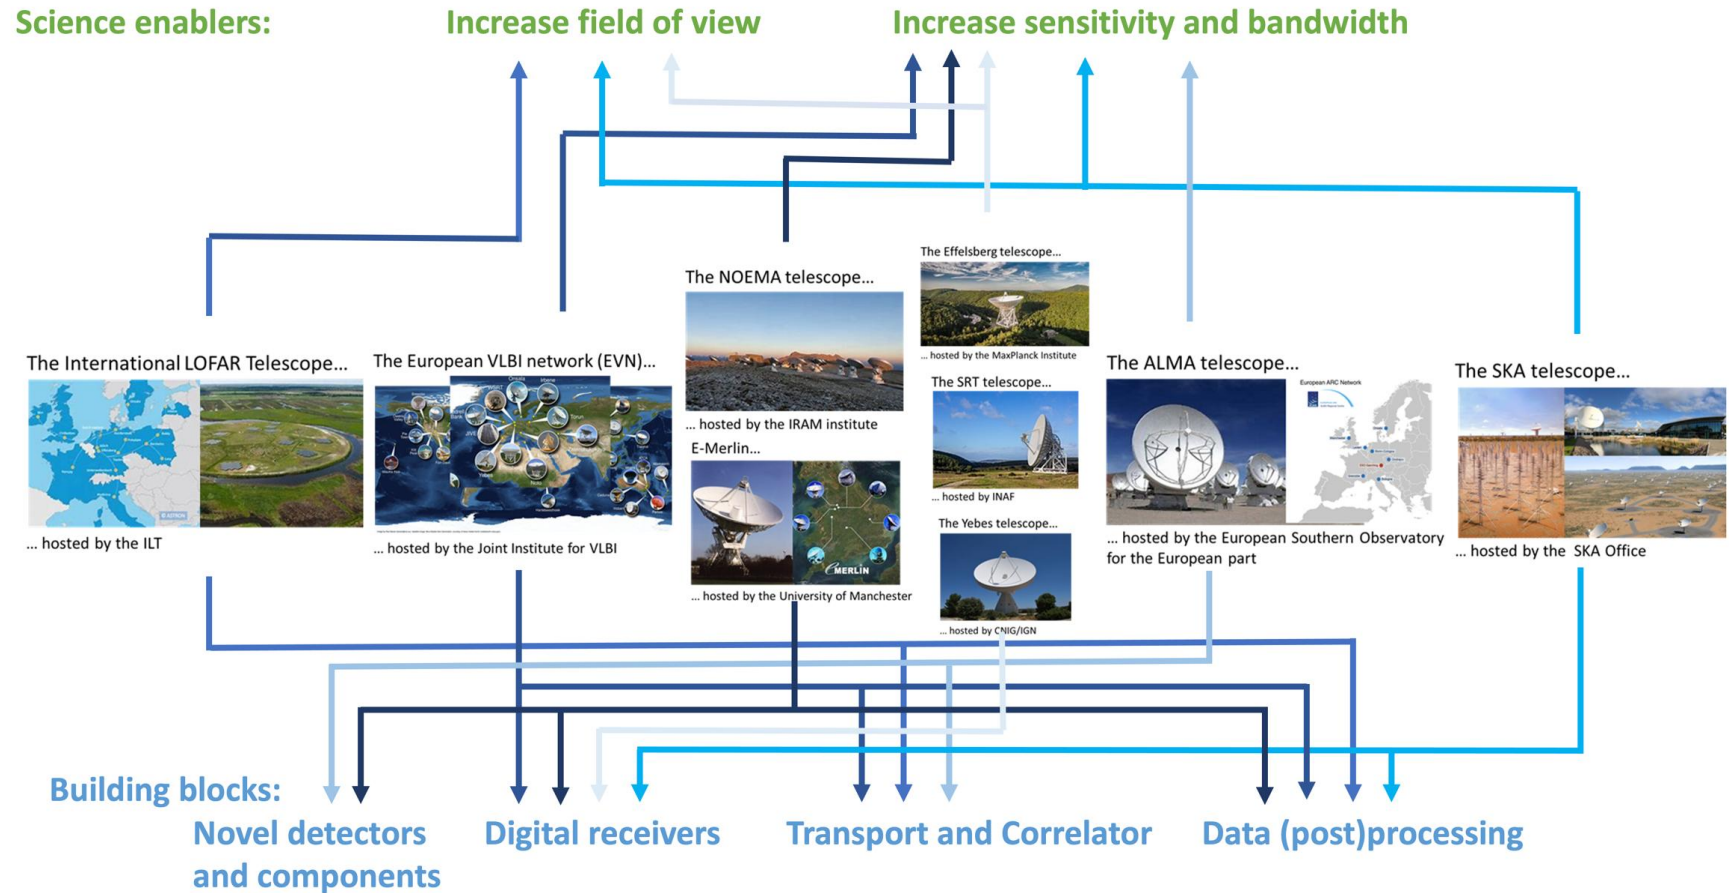 Science enablers:
Increase field of view
Increase sensitivity and bandwidth
The International LOFAR Telescope...
... hosted by the ILT
The European VLBI network (EVN)...
... hosted by the Joint Institute for VLBI
The NOEMA telescope...
... hosted by the IRAM institute
E-Merlin...
MERLIN
... hosted by the University of Manchester
The Effelsberg telescope...
... hosted by the MaxPlanck Institute
The SRT telescope...
... hosted by INAF
The Yebes telescope...
... hosted by CNIG/IGN
The ALMA telescope...
European ARC Network
... hosted by the European Southern Observatory
for the European part
The SKA telescope...
... hosted by the SKA Office
Building blocks:
Novel detectors
and components
Digital receivers
Transport and Correlator
Data (post)processing